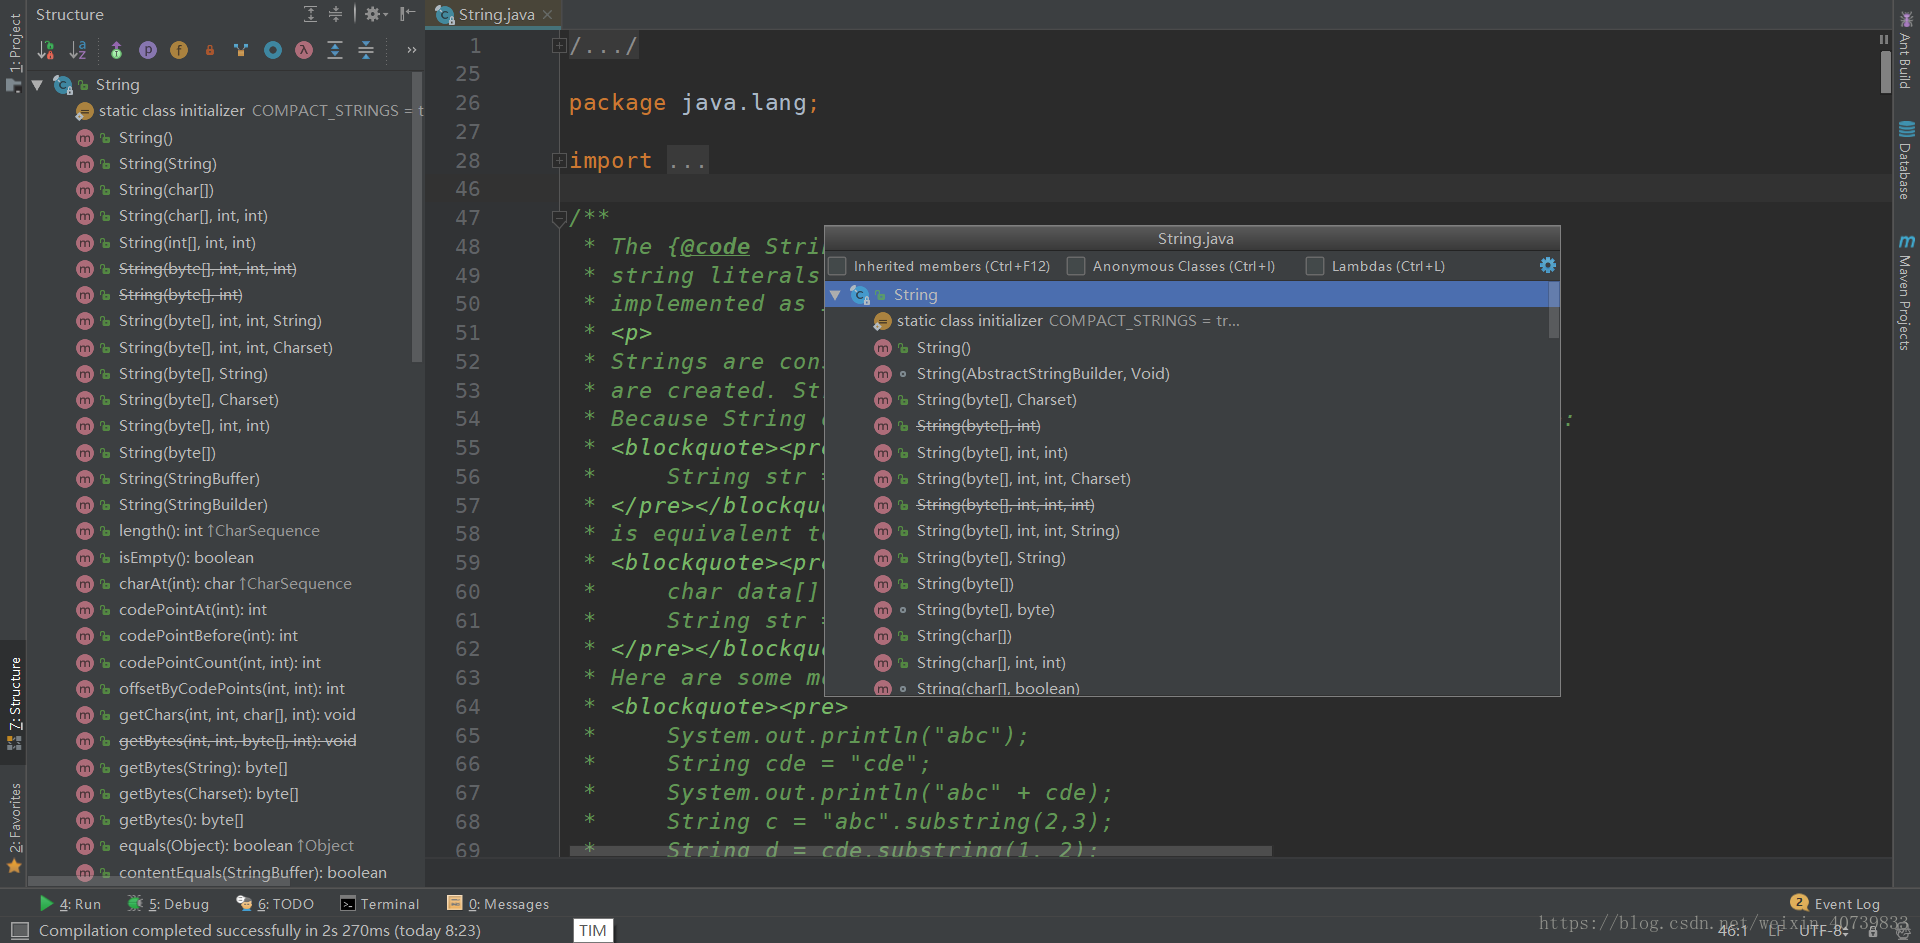 Structure
1: Project
String
static class initializer COMPACT_STRINGS = t
String()
String(String)
String(char[])
String(char[], int, int)
String(int[], int, int)
String(byte[], int, int, int)
String(byte[], int)
String(byte[], int, int, String)
String(byte[], int, int, Charset)
String(byte[], String)
String(byte[], Charset)
String(byte[], int, int)
String(byte[])
String(StringBuffer)
String(StringBuilder)
length(): int ↑CharSequence
isEmpty(): boolean
charAt(int): char ↑CharSequence
codePointAt(int): int
codePointBefore(int): int
codePointCount(int, int): int
offsetByCodePoints(int, int): int
getChars(int, int, char[], int): void
getBytes(int, int, byte[], int): void
getBytes(String): byte[]
getBytes(Charset): byte[]
getBytes(): byte[]
equals(Object): boolean ↑Object
contentEquals(StringBuffer): boolean
Z: Structure
2: Favorites
String.java
1 /.../
25
26 package java.lang;
27
28 import ...
46
47 /**
48 * The {@code Stri
49 * string literals
50 * implemented as
51 * <p>
52 * Strings are con
53 * are created. St
54 * Because String :
55 * <blockquote><pr
56 * String str =
57 * </pre></blockqu
58 * is equivalent t
59 * <blockquote><pr
60 * char data[]
61 * String str =
62 * </pre></blockqu
63 * Here are some m
64 * <blockquote><pre>
65 * System.out.println("abc");
66 * String cde = "cde";
67 * System.out.println("abc" + cde);
68 * String c = "abc".substring(2,3);
69 * String d = cde.substring(1, 2);
String.java
Inherited members (Ctrl+F12) Anonymous Classes (Ctrl+I) Lambdas (Ctrl+L)
String
static class initializer COMPACT_STRINGS = tr...
String()
String(AbstractStringBuilder, Void)
String(byte[], Charset)
String(byte[], int)
String(byte[], int, int)
String(byte[], int, int, Charset)
String(byte[], int, int, int)
String(byte[], int, int, String)
String(byte[], String)
String(byte[])
String(byte[], byte)
String(char[])
String(char[], int, int)
String(char[], boolean)
Ant Build
Database
Maven Projects
4: Run 5: Debug 6: TODO Terminal 0: Messages
2 Event Log
Compilation completed successfully in 2s 270ms (today 8:23)
TIM
46:1 LF UTF-8
https://blog.csdn.net/weixin_40739833